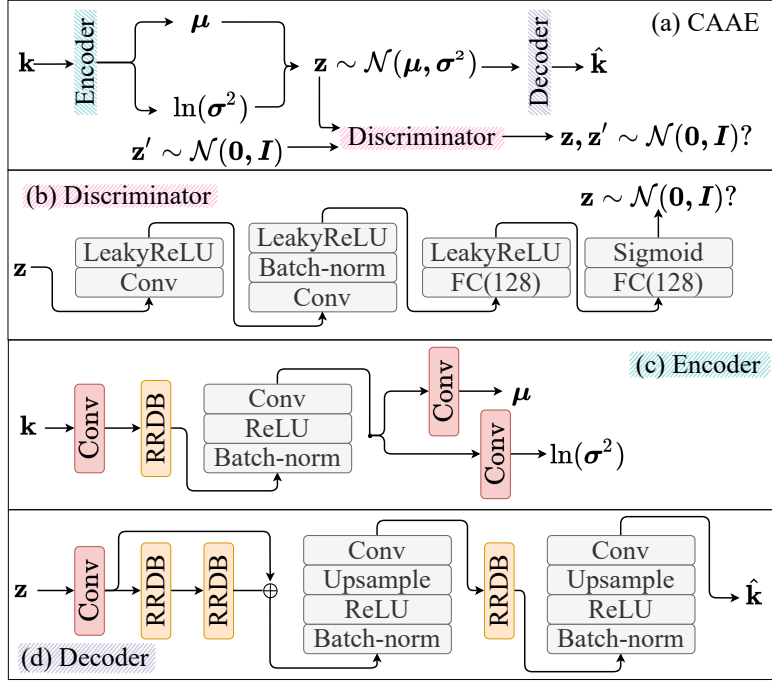 (a) CAAE
k
Encoder
μ
ln(σ²)
z ∼ 𝒩(μ, σ²)
Decoder
k̂
z′ ∼ 𝒩(0, I)
Discriminator
z, z′ ∼ 𝒩(0, I)?
(b) Discriminator
z ∼ 𝒩(0, I)?
z
LeakyReLU
Conv
LeakyReLU
Batch-norm
Conv
LeakyReLU
FC(128)
Sigmoid
FC(128)
(c) Encoder
k
Conv
RRDB
Conv
ReLU
Batch-norm
Conv
μ
Conv
ln(σ²)
z
Conv
RRDB
RRDB
Conv
Upsample
ReLU
Batch-norm
RRDB
Conv
Upsample
ReLU
Batch-norm
k̂
(d) Decoder